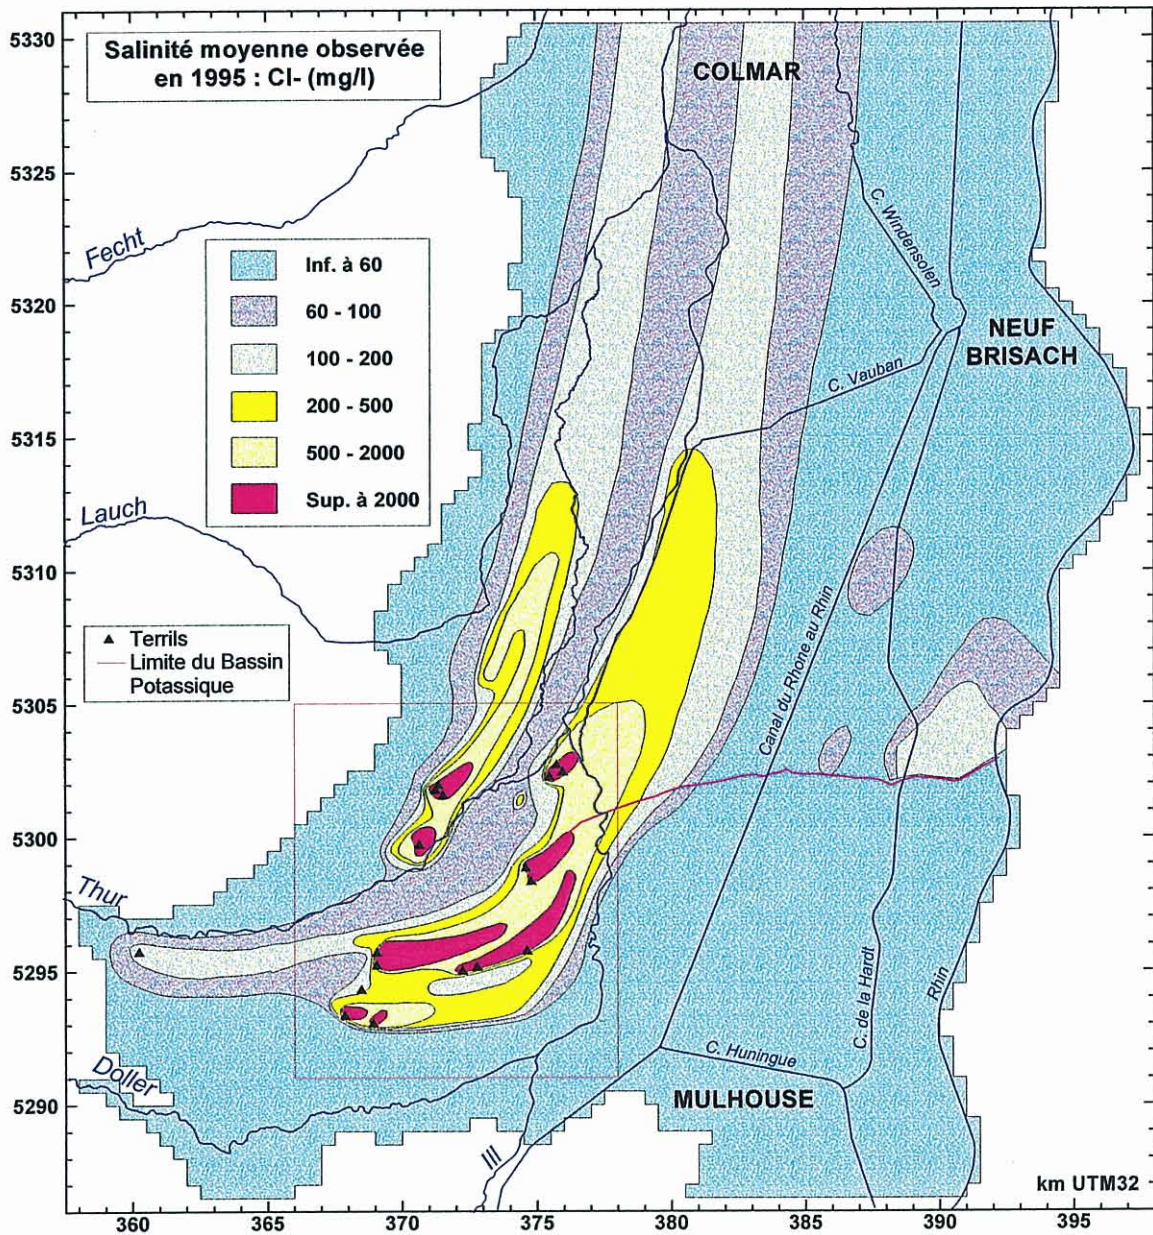 Salinité moyenne observée
en 1995 : Cl- (mg/l)
COLMAR
5330
5325
5320
5315
5310
5305
5300
5295
5290
Fecht
C. Windensolen
Inf. à 60
60 - 100
100 - 200
200 - 500
500 - 2000
Sup. à 2000
NEUF
BRISACH
C. Vauban
Lauch
Terrils
Limite du Bassin
Potassique
Canal du Rhone au Rhin
Thur
C. de la Hardt
Rhin
Doller
C. Huningue
MULHOUSE
Ill
km UTM32
360
365
370
375
380
385
390
395